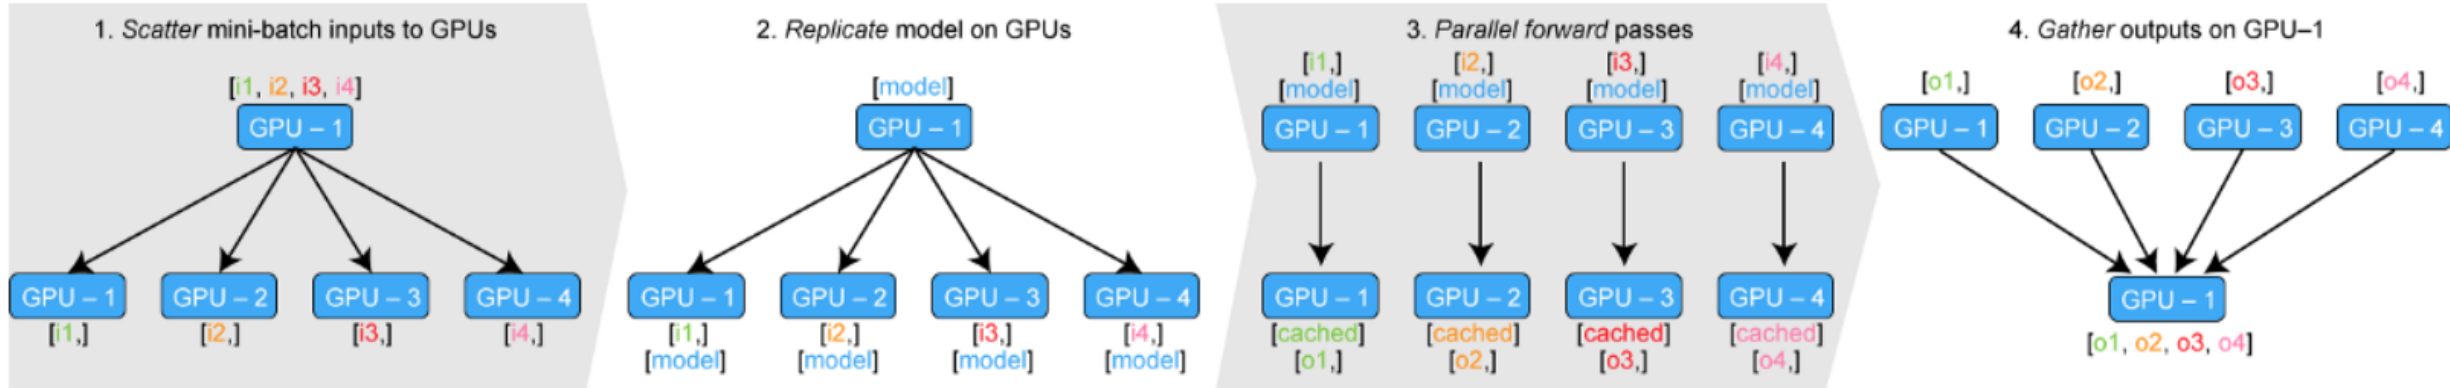 1. Scatter mini-batch inputs to GPUs
[i1, i2, i3, i4]
GPU – 1
GPU – 1 GPU – 2 GPU – 3 GPU – 4
[i1,] [i2,] [i3,] [i4,]
2. Replicate model on GPUs
[model]
GPU – 1
GPU – 1 GPU – 2 GPU – 3 GPU – 4
[i1,] [i2,] [i3,] [i4,]
[model] [model] [model] [model]
3. Parallel forward passes
[i1,] [i2,] [i3,] [i4,]
[model] [model] [model] [model]
GPU – 1 GPU – 2 GPU – 3 GPU – 4
GPU – 1 GPU – 2 GPU – 3 GPU – 4
[cached] [cached] [cached] [cached]
[o1,] [o2,] [o3,] [o4,]
4. Gather outputs on GPU–1
[o1,] [o2,] [o3,] [o4,]
GPU – 1 GPU – 2 GPU – 3 GPU – 4
GPU – 1
[o1, o2, o3, o4]